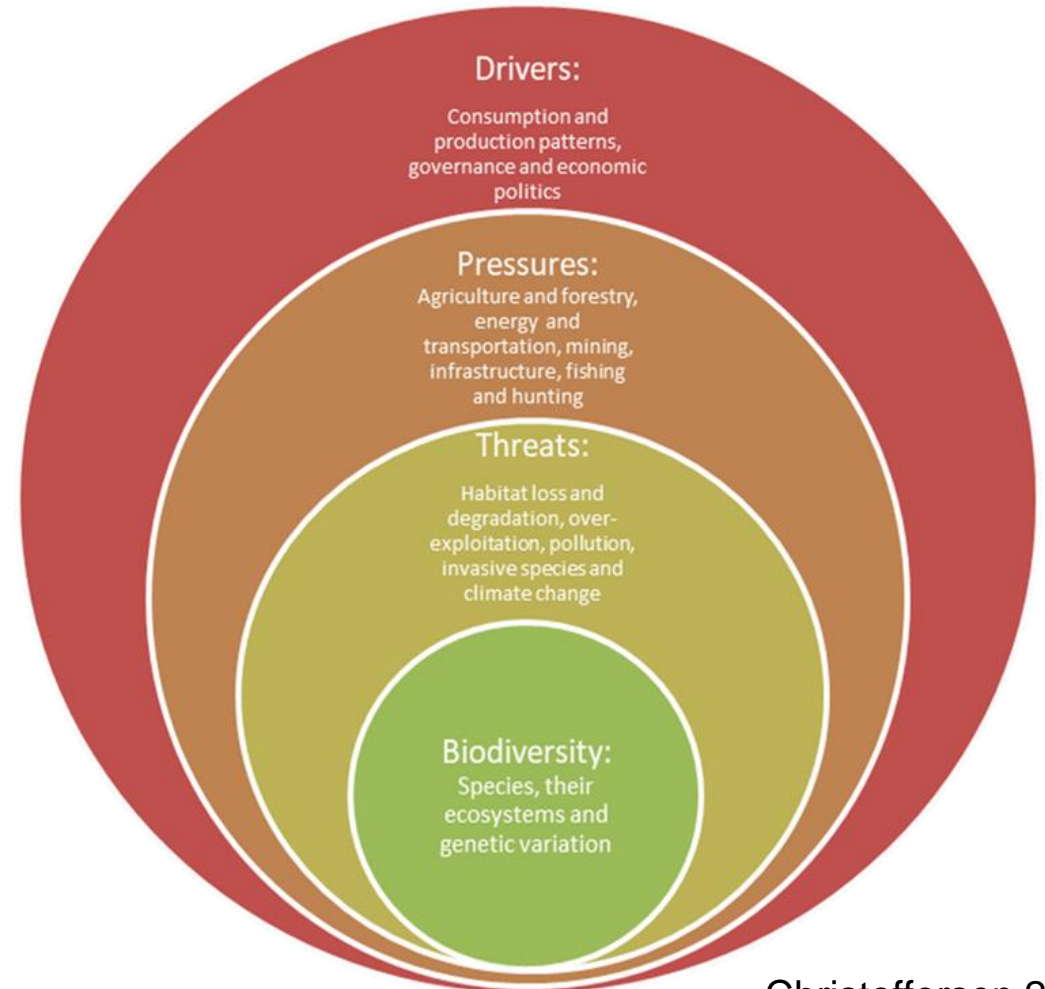 Drivers:
Consumption and
production patterns,
governance and economic
politics
Pressures:
Agriculture and forestry,
energy and
transportation, mining,
infrastructure, fishing
and hunting
Threats:
Habitat loss and
degradation, over-
exploitation, pollution,
invasive species and
climate change
Biodiversity:
Species, their
ecosystems and
genetic variation